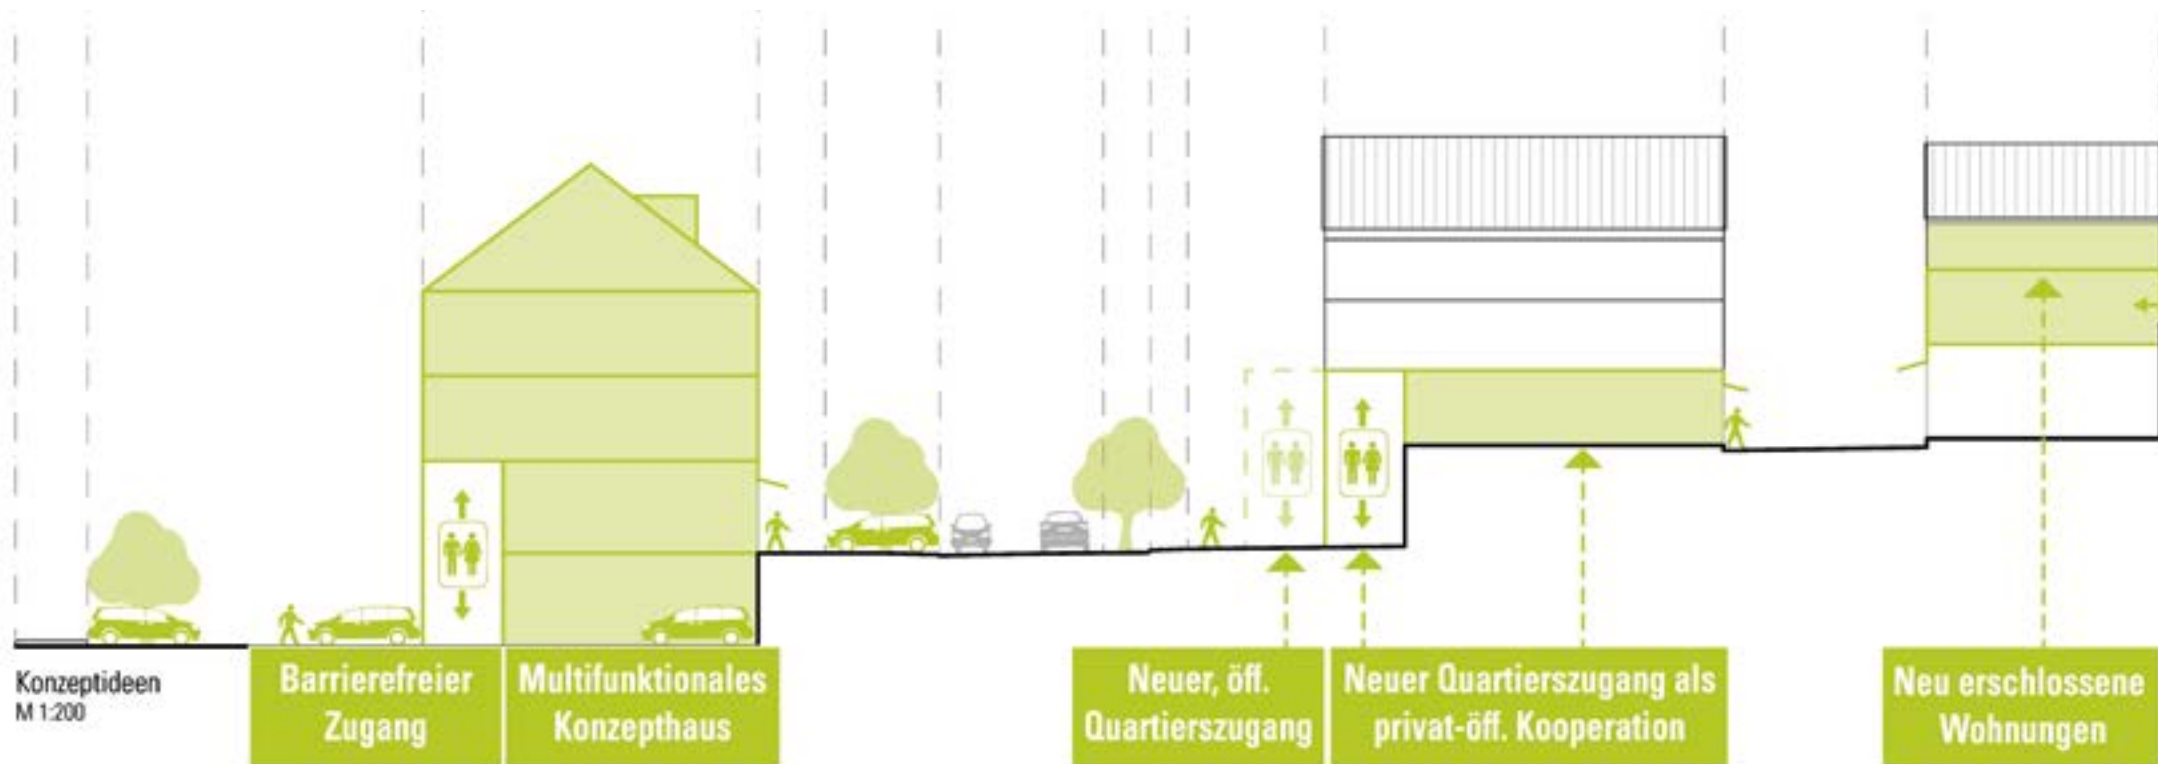 Konzeptideen
M 1:200
Barrierefreier
Zugang
Multifunktionales
Konzepthaus
Neuer, öff.
Quartierszugang
Neuer Quartierszugang als
privat-öff. Kooperation
Neu erschlossene
Wohnungen